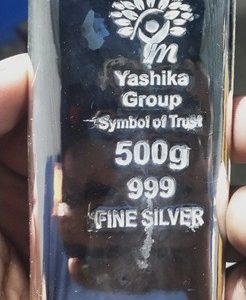 m
Yashika
Group
Symbol of Trust
500g
999
FINE SILVER